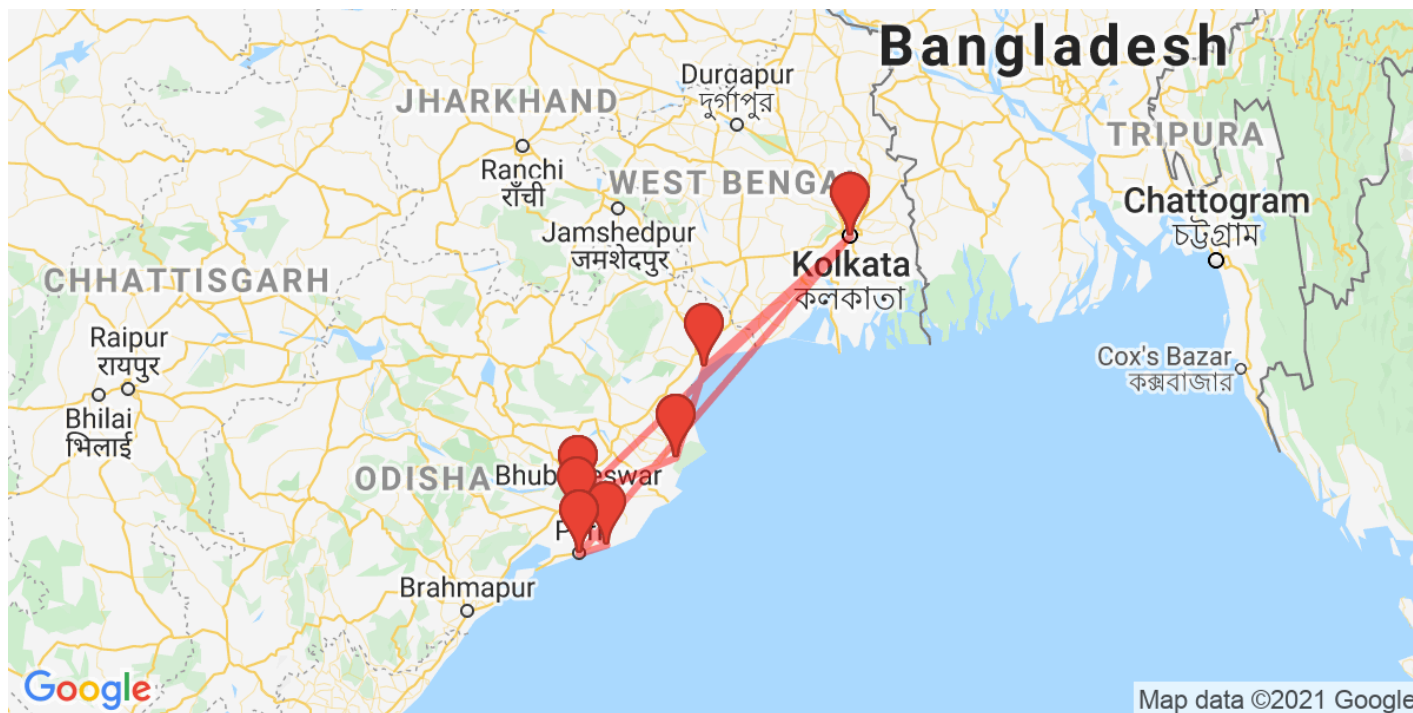 Bangladesh
Durgapur
দুর্গাপুর
JHARKHAND
TRIPURA
Ranchi
राँची
WEST BENGA
Chattogram
চট্টগ্রাম
Jamshedpur
जमशेदपुर
Kolkata
কলকাতা
CHHATTISGARH
Raipur
रायपुर
Cox's Bazar
কক্সবাজার
Bhilai
भिलाई
ODISHA
Brahmapur
Google
Map data ©2021 Google